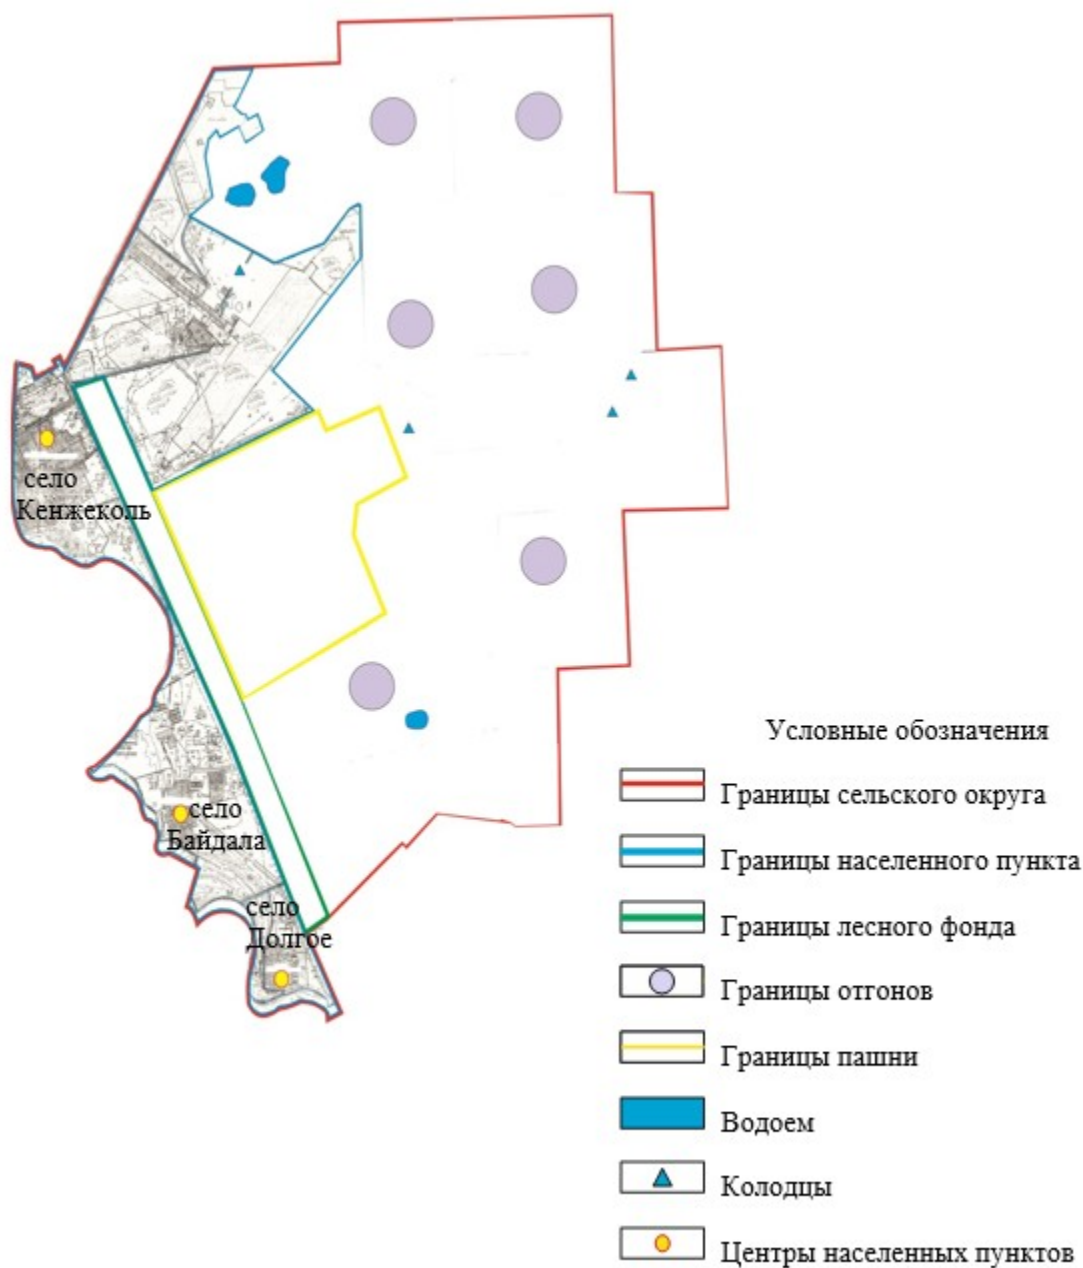 село
Кенжеколь
село
Байдала
село
Долгое
Условные обозначения
Границы сельского округа
Границы населенного пункта
Границы лесного фонда
Границы отгонов
Границы пашни
Водоем
Колодцы
Центры населенных пунктов